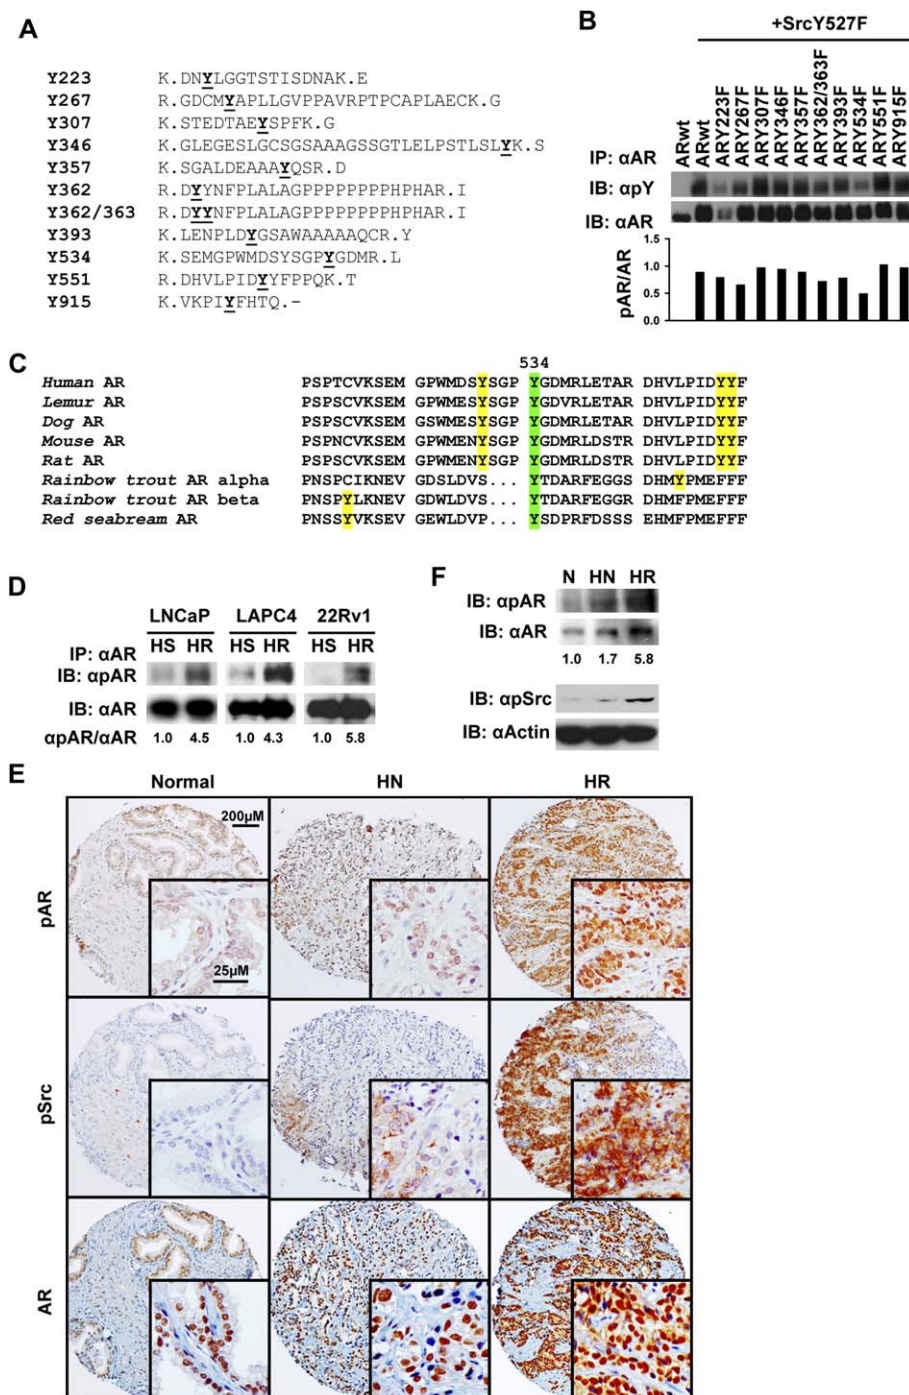 A
Y223 K.DNYLGGTSTISDNAK.E
Y267 R.GDCMYAPLLGVPPAVRPTPCAPLAECK.G
Y307 K.STEDTAEYSPFK.G
Y346 K.GLEGESLGCSGSAAAGSSGTLELPSTLSLYK.S
Y357 K.SGALDEAAAYQSR.D
Y362 R.DYYNFPLALAGPPPPPPPPHPHAR.I
Y362/363 R.DYYNFPLALAGPPPPPPPPHPHAR.I
Y393 K.LENPLDYGSAWAAAAAQCR.Y
Y534 K.SEMGPWMDSYSGPYGDMR.L
Y551 R.DHVLPIDYYFPPQK.T
Y915 K.VKPIYFHTQ.-
B
+SrcY527F
ARwt ARwt ARY223F ARY267F ARY307F ARY346F ARY357F ARY362/363F ARY393F ARY534F ARY551F ARY915F
IP: αAR
IB: αpY
IB: αAR
pAR/AR
1.5
1.0
0.5
0.0
C
534
Human AR PSPTCVKSEM GPWMDSYSGP YGDMRLETAR DHVLPIDYYF
Lemur AR PSPSCVKSEM GPWMESYSGP YGDVRLETAR DHVLPIDYYF
Dog AR PSPSCVKSEM GPWMESYSGP YGDMRLETAR DHVLPIDYYF
Mouse AR PSNCVKSEM GPWMENYSGP YGDMRLDSTR DHVLPIDYYF
Rat AR PSPSCVKSEM GSWMENYSGP YGDMRLDSTR DHVLPIDYYF
Rainbow trout AR alpha PNSPCIKNEV GDSLDVS... YTDARFEGGS DHMYPMEFFF
Rainbow trout AR beta PNSPYLKNEV GEWLDVS... YTDARFEGGR DHMFPMEFFF
Red seabream AR PNSSYVKSEV GEWLDVP... YSDPRFDSSS EHMFPMEFFF
D
LNCaP LAPC4 22Rv1
HS HR HS HR HS HR
IP: αAR
IB: αpAR
IB: αAR
αpAR/αAR 1.0 4.5 1.0 4.3 1.0 5.8
F
N HN HR
IB: αpAR
IB: αAR
1.0 1.7 5.8
IB: αpSrc
IB: αActin
E
Normal HN HR
200µM
25µM
pAR
pSrc
AR